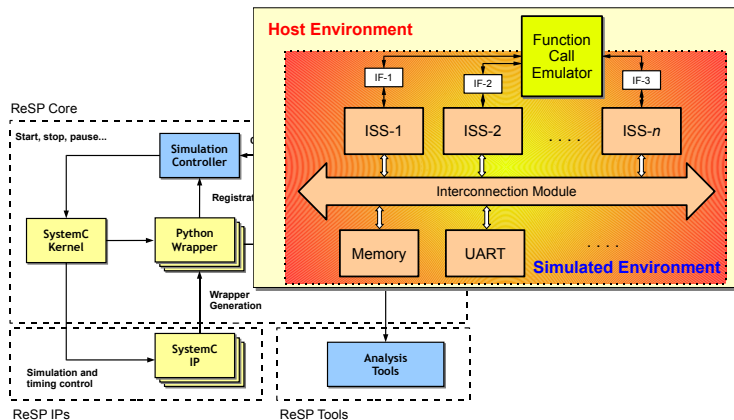 Host Environment
Function
Call
Emulator
IF-1
IF-2
IF-3
ReSP Core
Start, stop, pause...
ISS-1
ISS-2
. . . .
ISS-n
Simulation
Controller
Interconnection Module
SystemC
Kernel
Python
Wrapper
Memory
UART
. . . .
Simulated Environment
Wrapper
Generation
SystemC
IP
Simulation and
timing control
Analysis
Tools
ReSP IPs
ReSP Tools